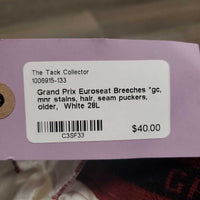 The Tack Collector
1006915-133
Grand Prix Euroseat Breeches *gc,
mnr stains, hair, seam puckers,
older, White 28L
$40.00
C3SF33